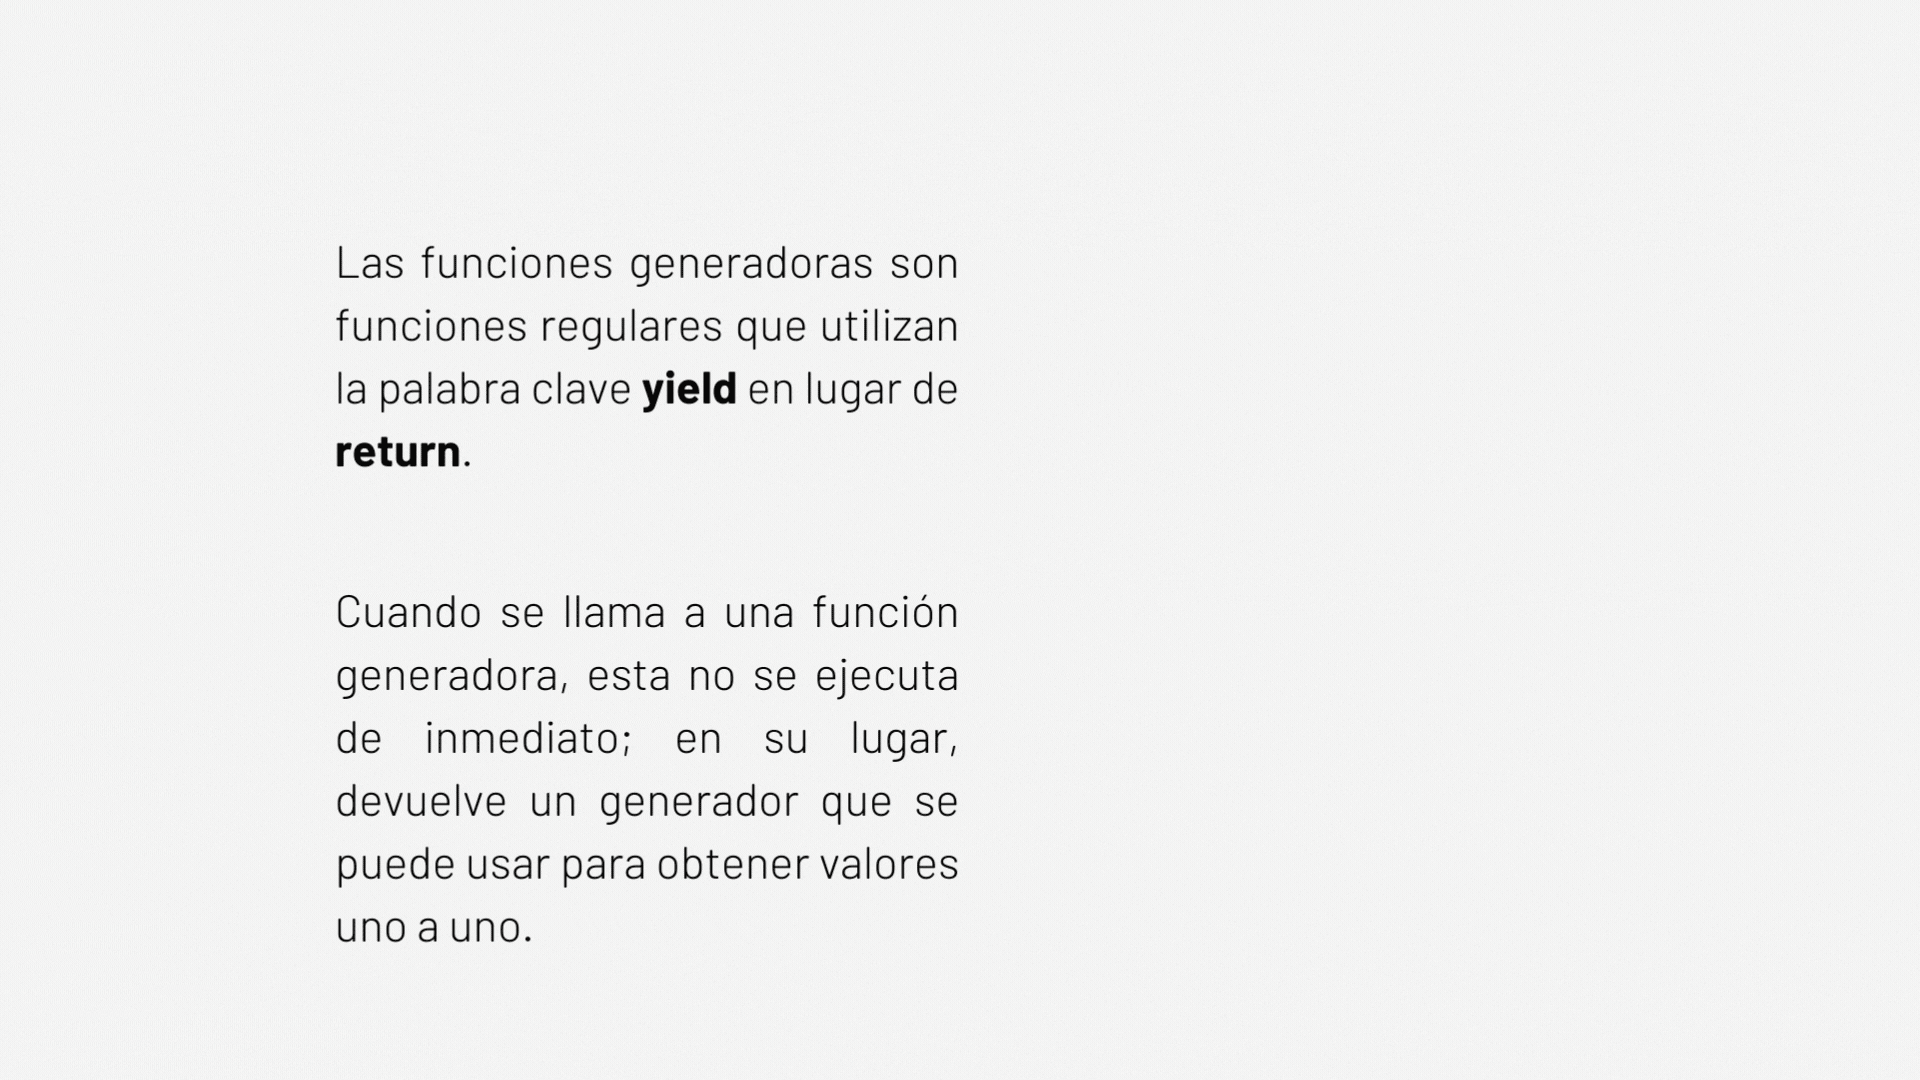 Las funciones generadoras son
funciones regulares que utilizan
la palabra clave yield en lugar de
return.
Cuando se llama a una función
generadora, esta no se ejecuta
de inmediato; en su lugar,
devuelve un generador que se
puede usar para obtener valores
uno a uno.